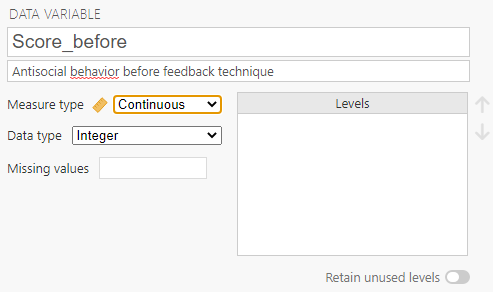 DATA VARIABLE
Score_before
Antisocial behavior before feedback technique
Measure type Continuous
Levels
Data type Integer
Missing values
Retain unused levels